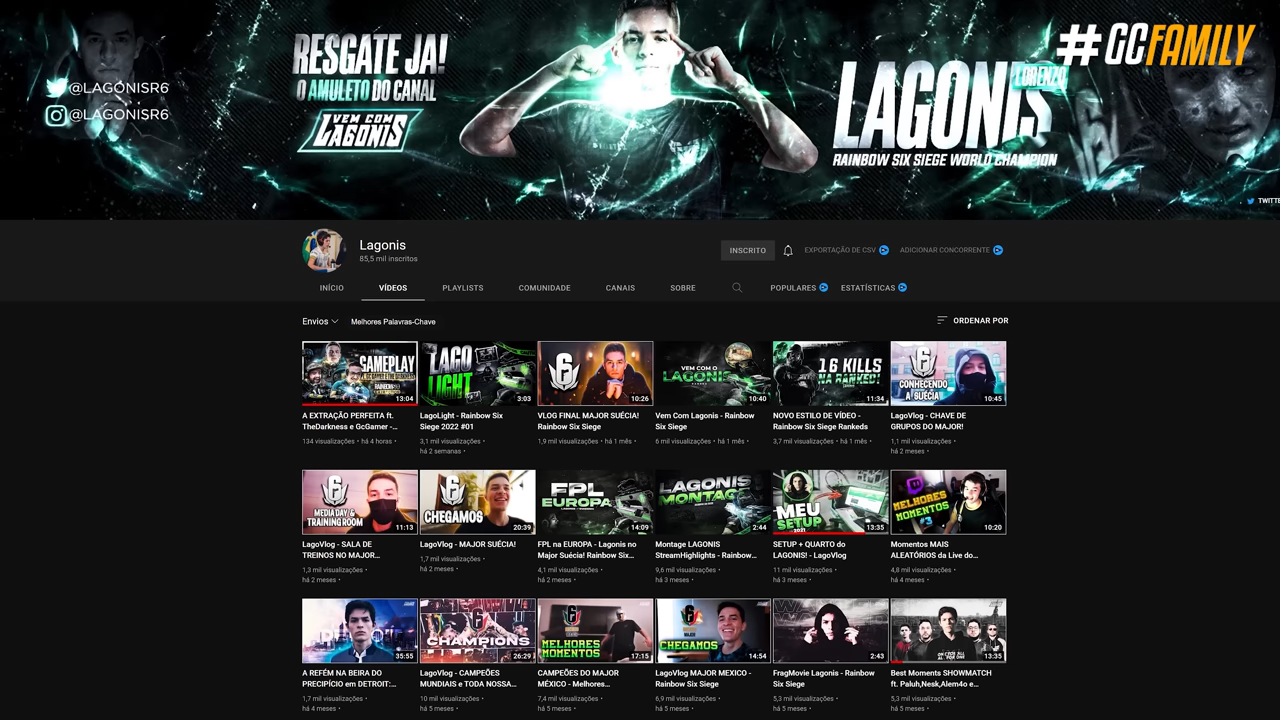 @LAGONISR6
@LAGONISR6
RESGATE JA!
O AMULETO DO CANAL
VEM COM
LAGONIS
LAGONIS
LORENZO
RAINBOW SIX SIEGE WORLD CHAMPION
#GCFAMILY
TWITTE
Lagonis
85,5 mil inscritos
INSCRITO
EXPORTAÇÃO DE CSV
ADICIONAR CONCORRENTE
INÍCIO
VÍDEOS
PLAYLISTS
COMUNIDADE
CANAIS
SOBRE
POPULARES
ESTATÍSTICAS
Envios
Melhores Palavras-Chave
ORDENAR POR
GAMEPLAY
13:04
LAGO
LIGHT
3:03
6
10:26
VEM COM O
LAGONIS
10:40
16 KILLS
NA RANKED!
11:34
6
CONHECENDO
A SUÉCIA
10:45
A EXTRAÇÃO PERFEITA ft.
TheDarkness e GcGamer -...
134 visualizações • há 4 horas •
LagoLight - Rainbow Six
Siege 2022 #01
3,1 mil visualizações •
há 2 semanas •
VLOG FINAL MAJOR SUÉCIA!
Rainbow Six Siege
1,9 mil visualizações • há 1 mês •
Vem Com Lagonis - Rainbow
Six Siege
6 mil visualizações • há 1 mês •
NOVO ESTILO DE VÍDEO -
Rainbow Six Siege Rankeds
3,7 mil visualizações • há 1 mês •
LagoVlog - CHAVE DE
GRUPOS DO MAJOR!
1,1 mil visualizações •
há 2 meses •
6
MEDIA DAY &
TRAINING ROOM
11:13
6
CHEGAMOS
20:39
FPL
EUROPA
14:09
LAGONIS
MONTAG
2:44
MEU
SETUP
2021
13:35
MELHORES
MOMENTOS
#3
10:20
LagoVlog - SALA DE
TREINOS NO MAJOR...
1,3 mil visualizações •
há 2 meses •
LagoVlog - MAJOR SUÉCIA!
1,7 mil visualizações •
há 2 meses •
FPL na EUROPA - Lagonis no
Major Suécia! Rainbow Six...
4,1 mil visualizações •
há 2 meses •
Montage LAGONIS
StreamHighlights - Rainbow...
9,6 mil visualizações •
há 3 meses •
SETUP + QUARTO do
LAGONIS! - LagoVlog
11 mil visualizações •
há 3 meses •
Momentos MAIS
ALEATÓRIOS da Live do...
4,8 mil visualizações •
há 4 meses •
35:55
6
CHAMPIONS
26:29
6
MELHORES
MOMENTOS
17:15
6
MAJOR
CHEGAMOS
14:54
2:43
13:35
A REFÉM NA BEIRA DO
PRECIPÍCIO em DETROIT:...
1,7 mil visualizações •
há 4 meses •
LagoVlog - CAMPEÕES
MUNDIAIS E TODA NOSSA...
10 mil visualizações •
há 5 meses •
CAMPEÕES DO MAJOR
MÉXICO - Melhores...
7,4 mil visualizações •
há 5 meses •
LagoVlog MAJOR MEXICO -
Rainbow Six Siege
6,9 mil visualizações •
há 5 meses •
FragMovie Lagonis - Rainbow
Six Siege
5,3 mil visualizações •
há 5 meses •
Best Moments SHOWMATCH
ft. Paluh,Nesk,Alem4o e...
5,3 mil visualizações •
há 5 meses •